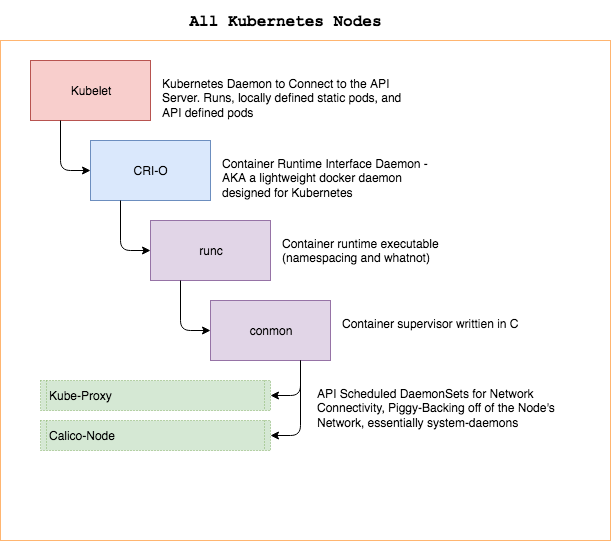 All Kubernetes Nodes
Kubelet
Kubernetes Daemon to Connect to the API
Server. Runs, locally defined static pods, and
API defined pods
CRI-O
Container Runtime Interface Daemon -
AKA a lightweight docker daemon
designed for Kubernetes
runc
Container runtime executable
(namespacing and whatnot)
conmon
Container supervisor writtien in C
Kube-Proxy
Calico-Node
API Scheduled DaemonSets for Network
Connectivity, Piggy-Backing off of the Node's
Network, essentially system-daemons